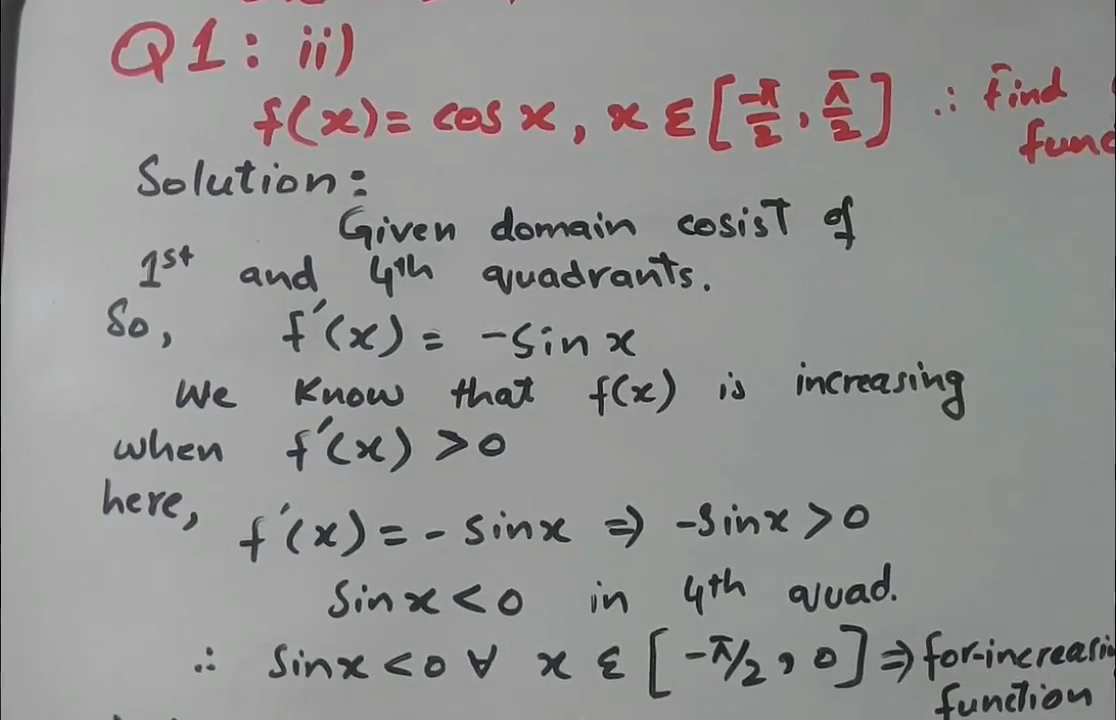 Q1: ii)
f(x) = cos x, x ε [-π/2, π/2] ∴ Find
func
Solution:
Given domain cosist of
1st and 4th quadrants.
So, f'(x) = -sin x
We know that f(x) is increasing
when f'(x) > 0
here,
f'(x) = - sinx ⇒ -sinx > 0
Sinx < 0 in 4th quad.
∴ Sinx < 0 ∀ x ε [-π/2, 0] ⇒ for-increasi
function